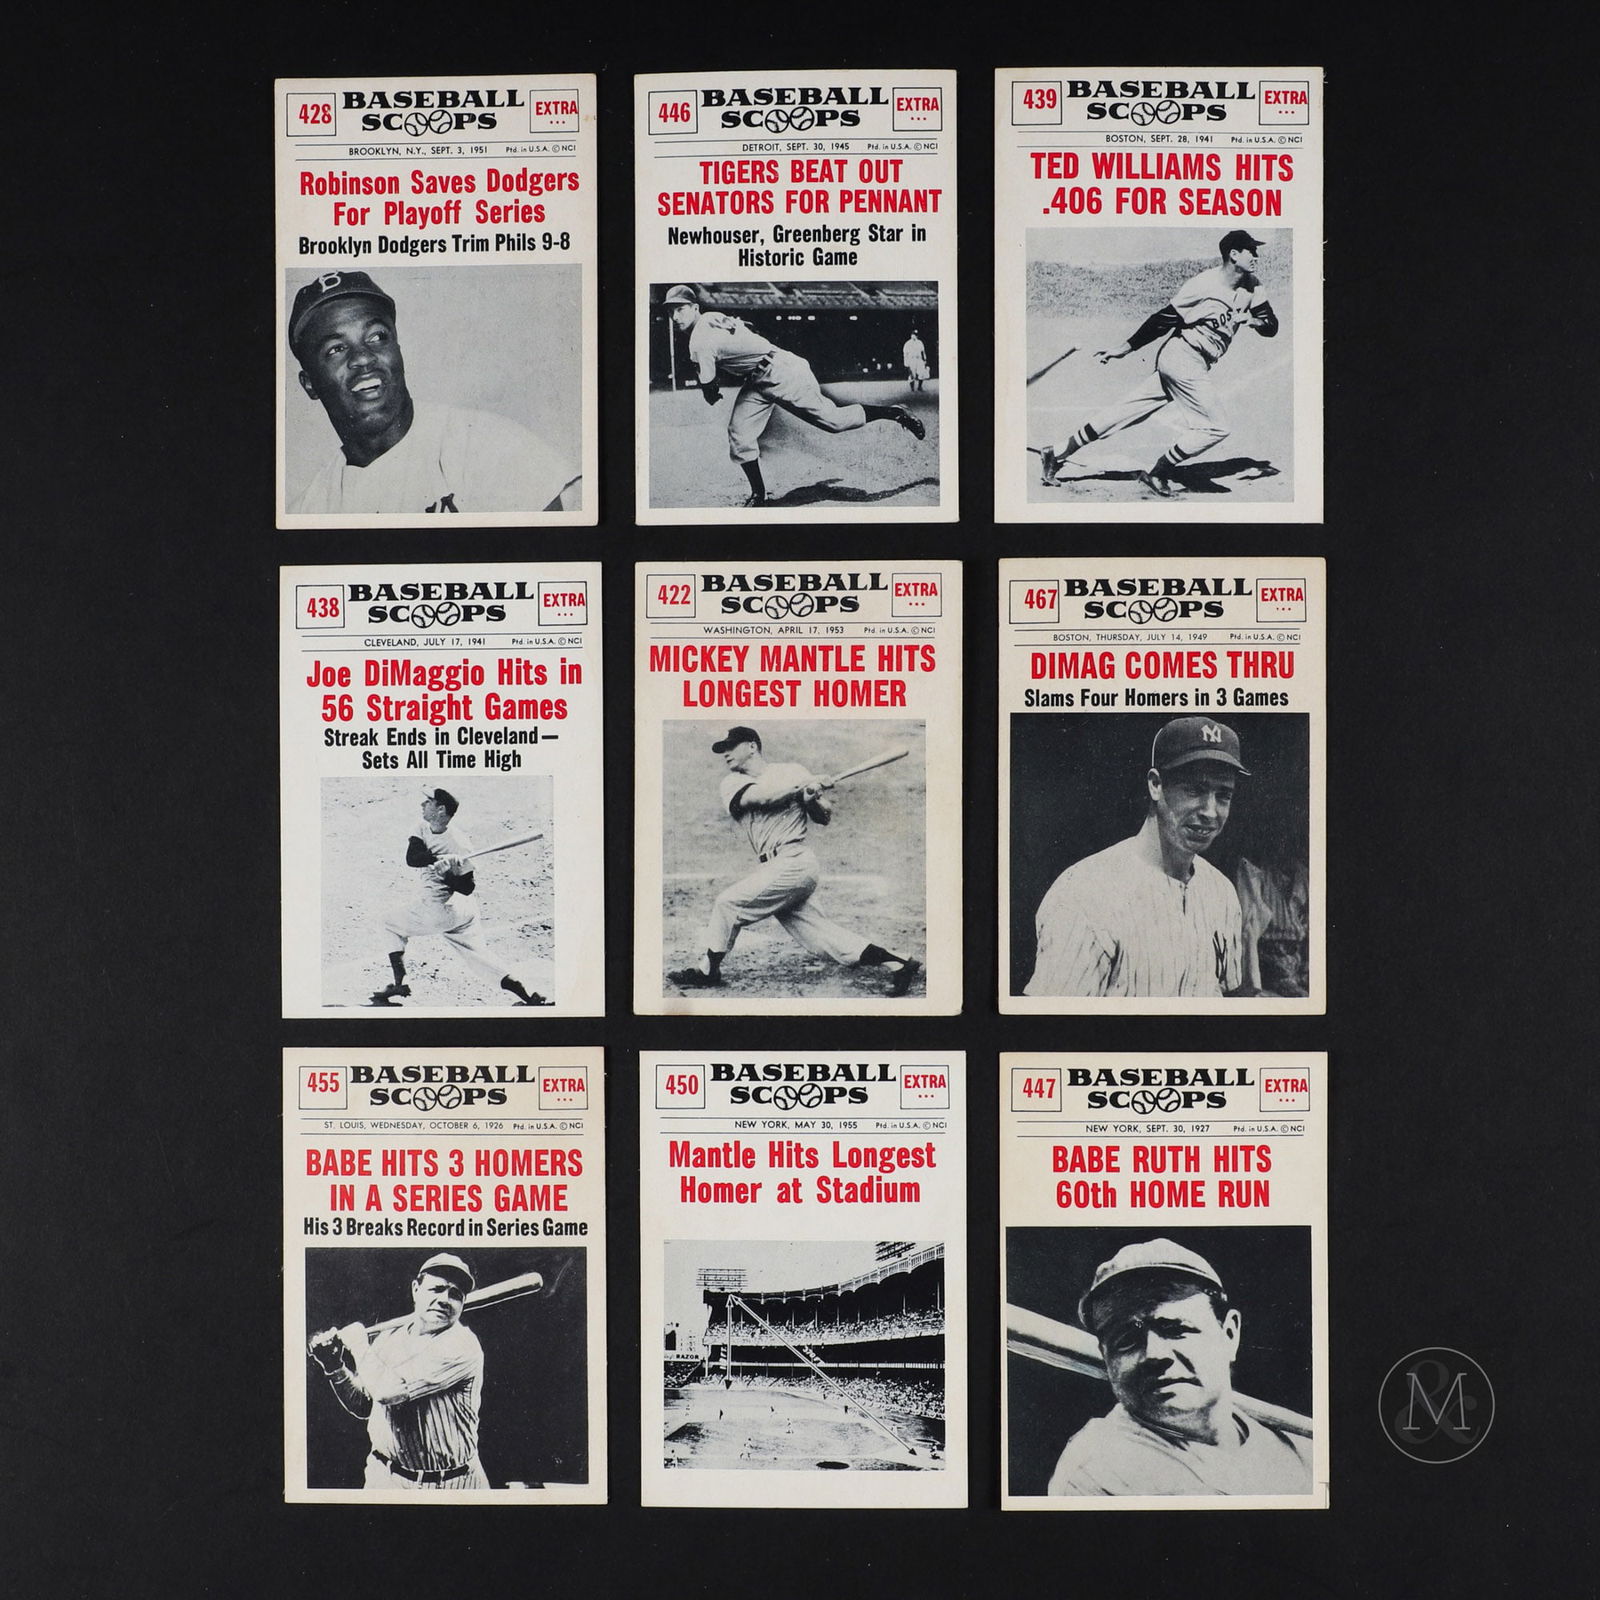 428
BASEBALL
SCOOPS
EXTRA
...
BROOKLYN, N.Y., SEPT. 3, 1951 Ptd. in U.S.A. © NCI
Robinson Saves Dodgers
For Playoff Series
Brooklyn Dodgers Trim Phils 9-8
B
446
BASEBALL
SCOOPS
EXTRA
...
DETROIT, SEPT. 30, 1945 Ptd. in U.S.A. © NCI
TIGERS BEAT OUT
SENATORS FOR PENNANT
Newhouser, Greenberg Star in
Historic Game
439
BASEBALL
SCOOPS
EXTRA
...
BOSTON, SEPT. 28, 1941 Ptd. in U.S.A. © NCI
TED WILLIAMS HITS
.406 FOR SEASON
BOS
438
BASEBALL
SCOOPS
EXTRA
...
CLEVELAND, JULY 17, 1941 Ptd. in U.S.A. © NCI
Joe DiMaggio Hits in
56 Straight Games
Streak Ends in Cleveland—
Sets All Time High
422
BASEBALL
SCOOPS
EXTRA
...
WASHINGTON, APRIL 17, 1953 Ptd. in U.S.A. © NCI
MICKEY MANTLE HITS
LONGEST HOMER
467
BASEBALL
SCOOPS
EXTRA
...
BOSTON, THURSDAY, JULY 14, 1949 Ptd. in U.S.A. © NCI
DIMAG COMES THRU
Slams Four Homers in 3 Games
NY
455
BASEBALL
SCOOPS
EXTRA
...
ST. LOUIS, WEDNESDAY, OCTOBER 6, 1926 Ptd. in U.S.A. © NCI
BABE HITS 3 HOMERS
IN A SERIES GAME
His 3 Breaks Record in Series Game
450
BASEBALL
SCOOPS
EXTRA
...
NEW YORK, MAY 30, 1955 Ptd. in U.S.A. © NCI
Mantle Hits Longest
Homer at Stadium
RAZOR
447
BASEBALL
SCOOPS
EXTRA
...
NEW YORK, SEPT. 30, 1927 Ptd. in U.S.A. © NCI
BABE RUTH HITS
60th HOME RUN
&M